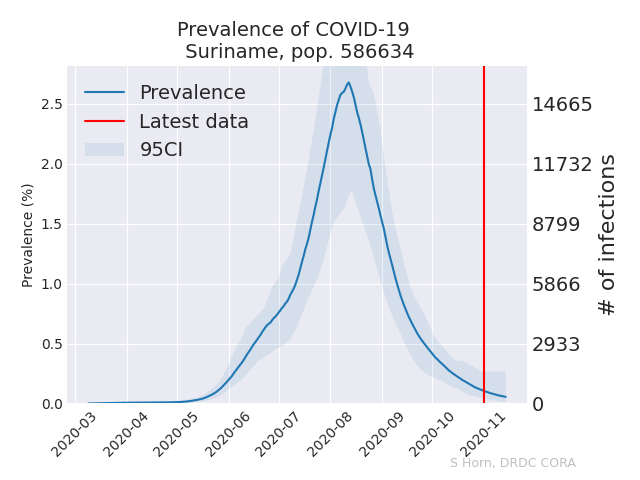 Prevalence of COVID-19
Suriname, pop. 586634
Prevalence
Latest data
95CI
Prevalence (%)
2.5
2.0
1.5
1.0
0.5
0.0
14665
11732
8799
5866
2933
0
# of infections
2020-03
2020-04
2020-05
2020-06
2020-07
2020-08
2020-09
2020-10
2020-11
S Horn, DRDC CORA